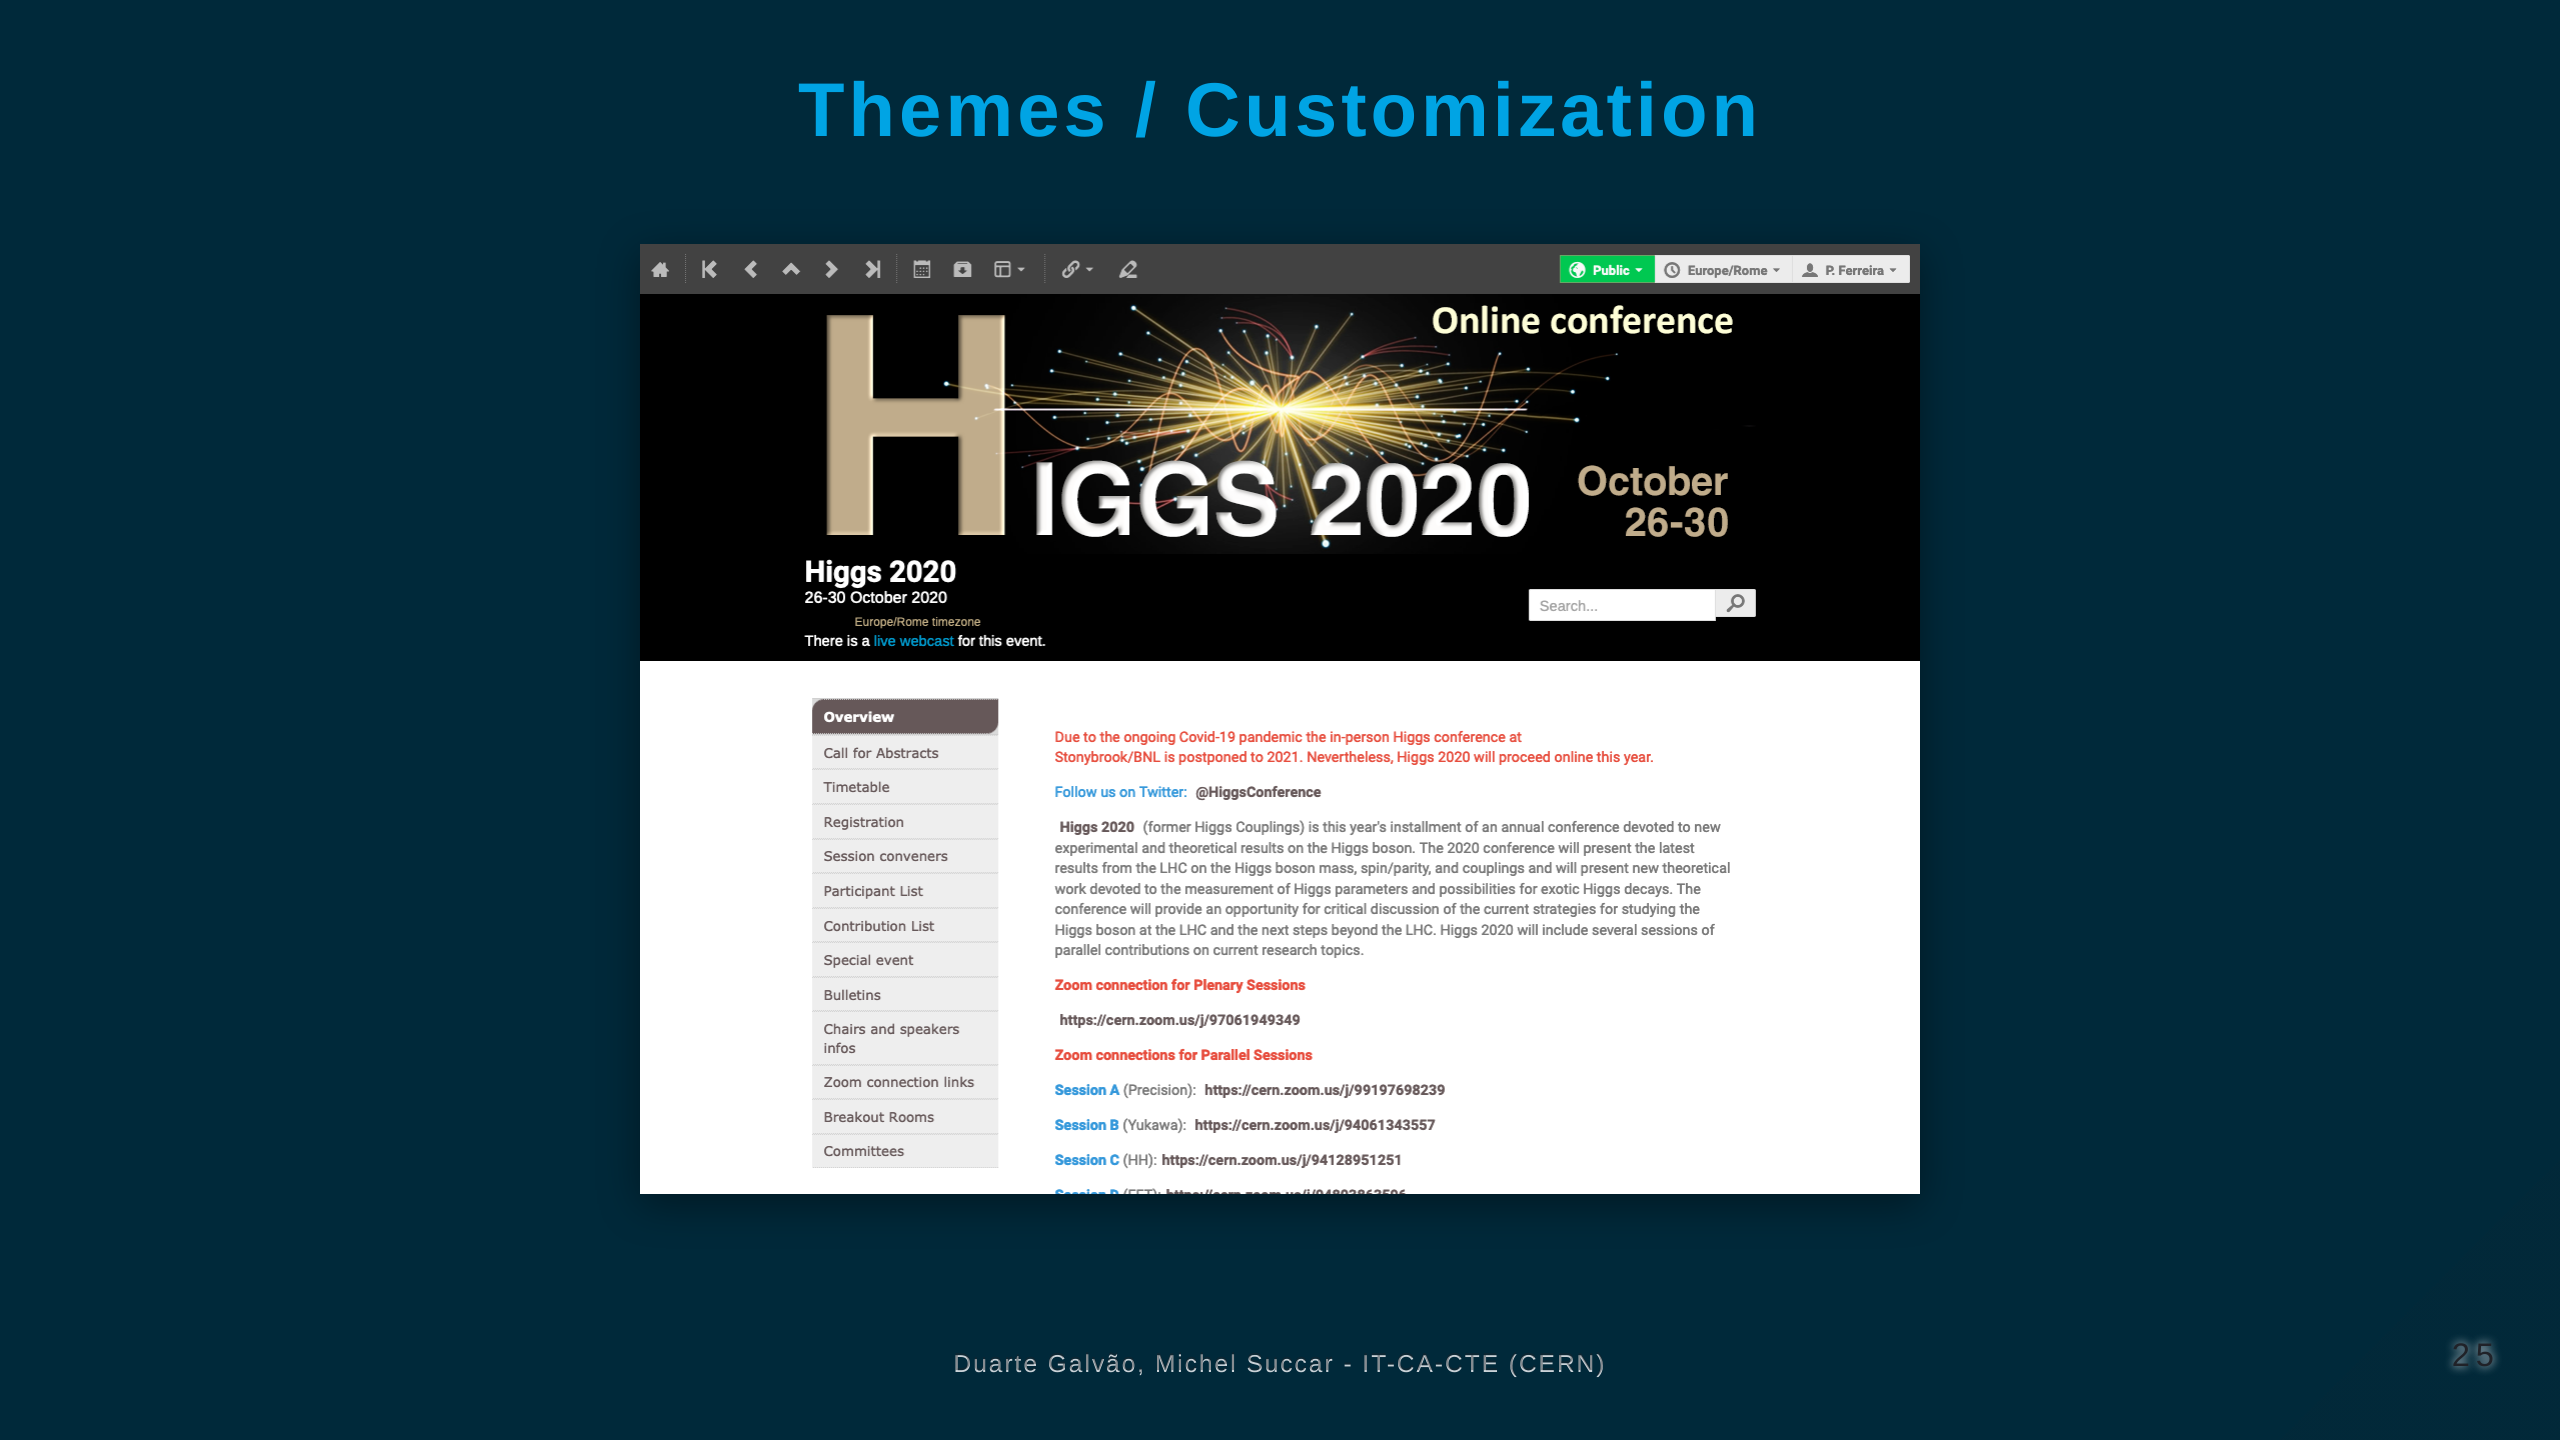 Themes / Customization
Public
Europe/Rome
P. Ferreira
Online conference
HIGGS 2020
October
26-30
Higgs 2020
26-30 October 2020
Europe/Rome timezone
There is a live webcast for this event.
Search...
Overview
Call for Abstracts
Timetable
Registration
Session conveners
Participant List
Contribution List
Special event
Bulletins
Chairs and speakers
infos
Zoom connection links
Breakout Rooms
Committees
Due to the ongoing Covid-19 pandemic the in-person Higgs conference at
Stonybrook/BNL is postponed to 2021. Nevertheless, Higgs 2020 will proceed online this year.
Follow us on Twitter: @HiggsConference
Higgs 2020 (former Higgs Couplings) is this year's installment of an annual conference devoted to new
experimental and theoretical results on the Higgs boson. The 2020 conference will present the latest
results from the LHC on the Higgs boson mass, spin/parity, and couplings and will present new theoretical
work devoted to the measurement of Higgs parameters and possibilities for exotic Higgs decays. The
conference will provide an opportunity for critical discussion of the current strategies for studying the
Higgs boson at the LHC and the next steps beyond the LHC. Higgs 2020 will include several sessions of
parallel contributions on current research topics.
Zoom connection for Plenary Sessions
https://cern.zoom.us/j/97061949349
Zoom connections for Parallel Sessions
Session A (Precision): https://cern.zoom.us/j/99197698239
Session B (Yukawa): https://cern.zoom.us/j/94061343557
Session C (HH): https://cern.zoom.us/j/94128951251
Duarte Galvão, Michel Succar - IT-CA-CTE (CERN)
25